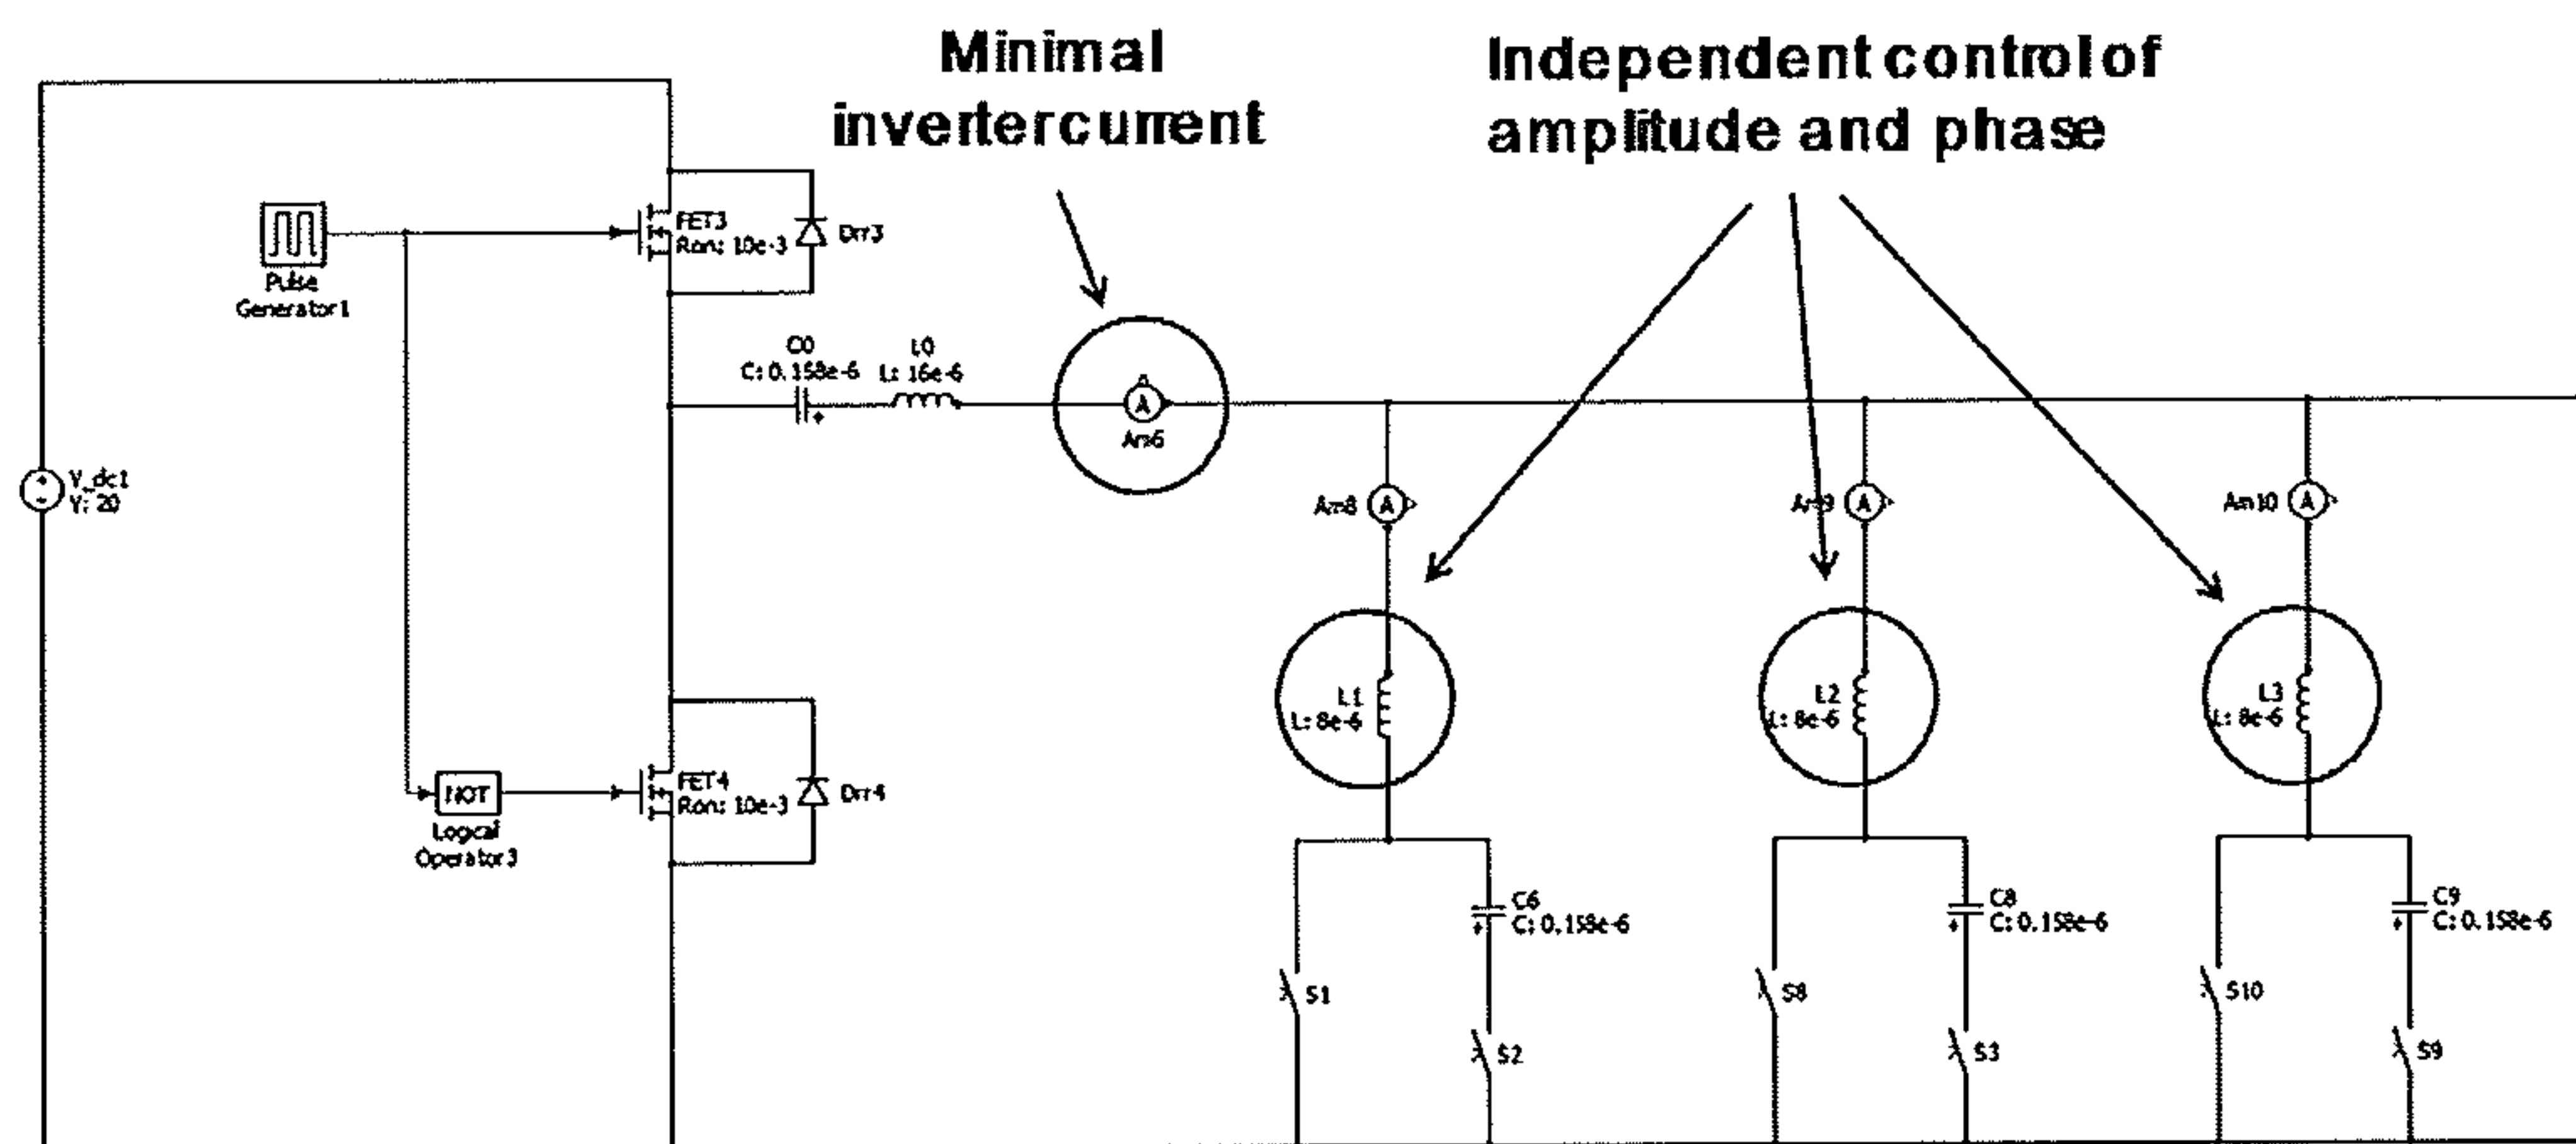 Minimal
inverter current
Independent control of
amplitude and phase
Pulse
Generator1
FET3
Ron: 10e-3
Drr3
C0
C: 0.158e-6
L0
L: 16e-6
A
Am6
V_dc1
V: 20
Am8
A
Am9
A
Am10
A
L1
L: 8e-6
L2
L: 8e-6
L3
L: 8e-6
NOT
Logical
Operator3
FET4
Ron: 10e-3
Drr4
C6
C: 0.158e-6
C8
C: 0.158e-6
C9
C: 0.158e-6
S1
S2
S8
S3
S10
S9